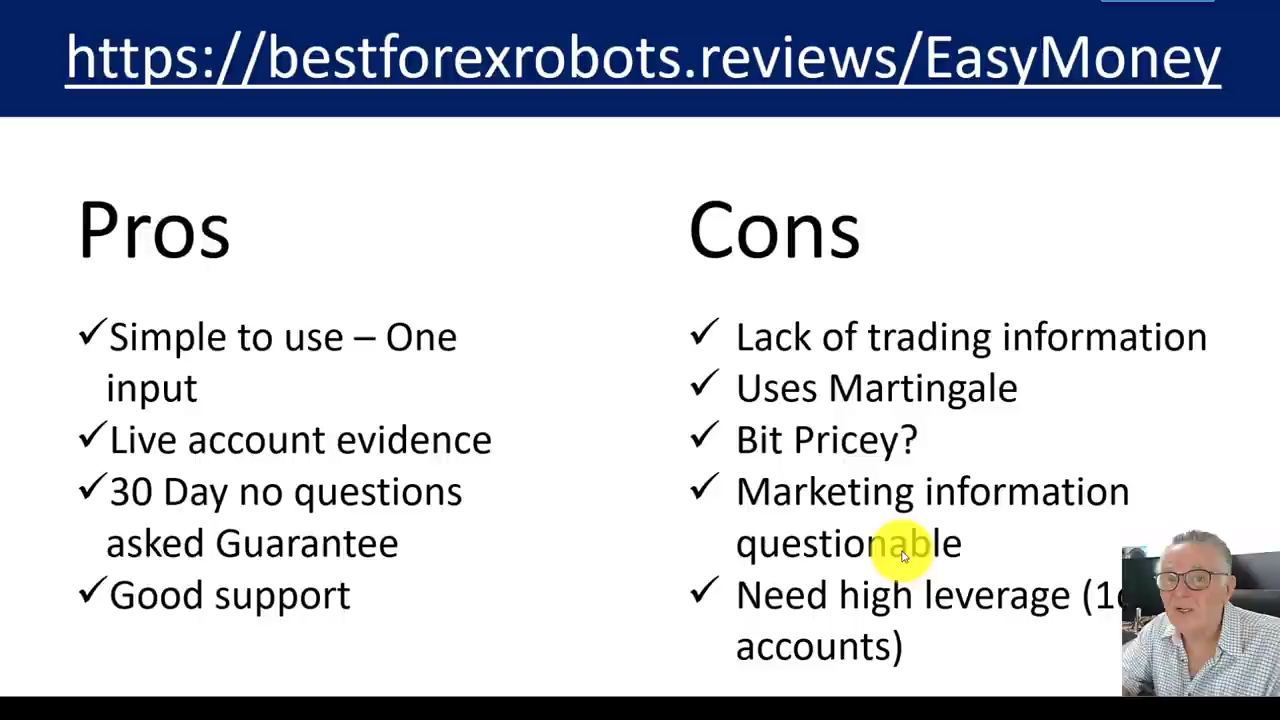 https://bestforexrobots.reviews/EasyMoney
Pros
Simple to use – One
input
Live account evidence
30 Day no questions
asked Guarantee
Good support
Cons
Lack of trading information
Uses Martingale
Bit Pricey?
Marketing information
questionable
Need high leverage
accounts)